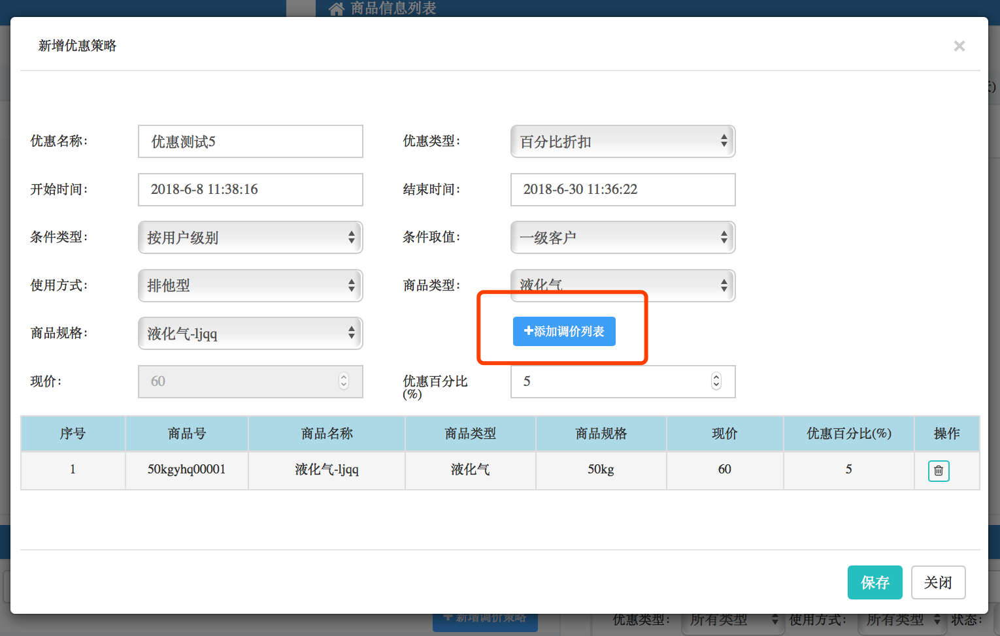 商品信息列表
新增优惠策略
×
优惠名称: 优惠测试5 优惠类型: 百分比折扣
开始时间: 2018-6-8 11:38:16 结束时间: 2018-6-30 11:36:22
条件类型: 按用户级别 条件取值: 一级客户
使用方式: 排他型 商品类型: 液化气
商品规格: 液化气-ljqq +添加调价列表
现价: 60 优惠百分比(%) 5
序号 商品号 商品名称 商品类型 商品规格 现价 优惠百分比(%) 操作
1 50kgyhq00001 液化气-ljqq 液化气 50kg 60 5
保存 关闭
+ 新增调价策略 优惠类型: 所有类型 使用方式: 所有类型 状态: